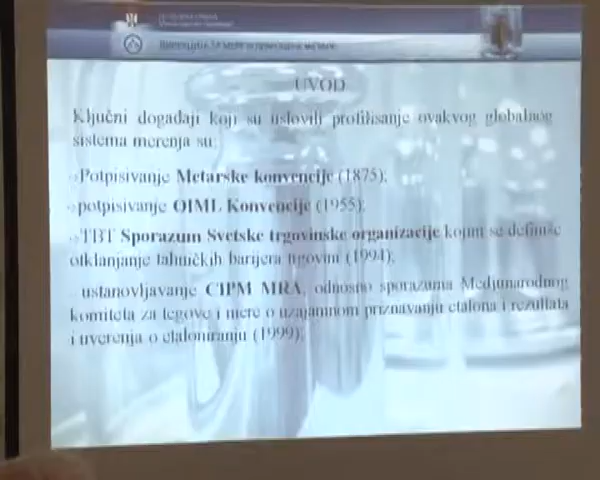 UVOD
Ključni događaji koji su uslovili profilisanje ovakvog globalnog
sistema merenja su:
Potpisivanje Metarske konvencije (1875);
potpisivanje OIML Konvencije (1955);
TBT Sporazum Svetske trgovinske organizacije kojim se definiše
otklanjanje tahničkih barijera trgovini (1994);
ustanovljavanje CIPM MRA, odnosno sporazuma Medjunarodnog
komiteta za tegove i mere o uzajamnom priznavanju etalona i rezultata
i uverenja o etaloniranju (1999);